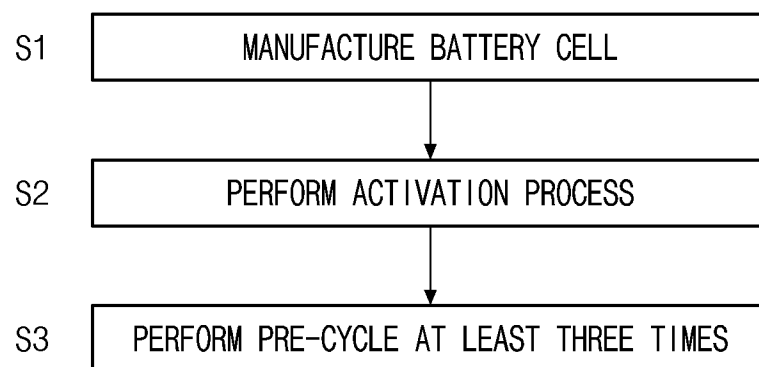 S1 MANUFACTURE BATTERY CELL
S2 PERFORM ACTIVATION PROCESS
S3 PERFORM PRE-CYCLE AT LEAST THREE TIMES